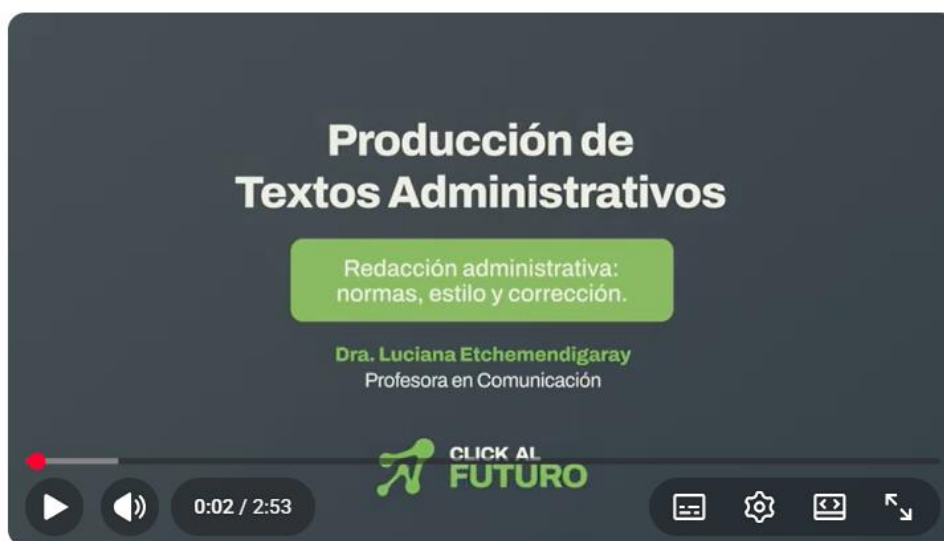 Producción de
Textos Administrativos
Redacción administrativa:
normas, estilo y corrección.
Dra. Luciana Etchemendigaray
Profesora en Comunicación
CLICK AL
FUTURO
0:02 / 2:53